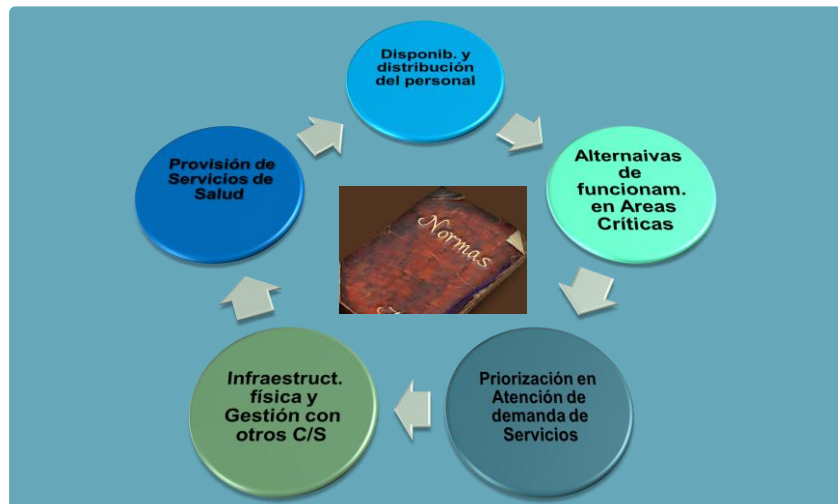 Disponib. y
distribución
del personal
Alternaivas
de
funcionam.
en Areas
Críticas
Priorización en
Atención de
demanda de
Servicios
Infraestruct.
física y
Gestión con
otros C/S
Provisión de
Servicios de
Salud
Normas